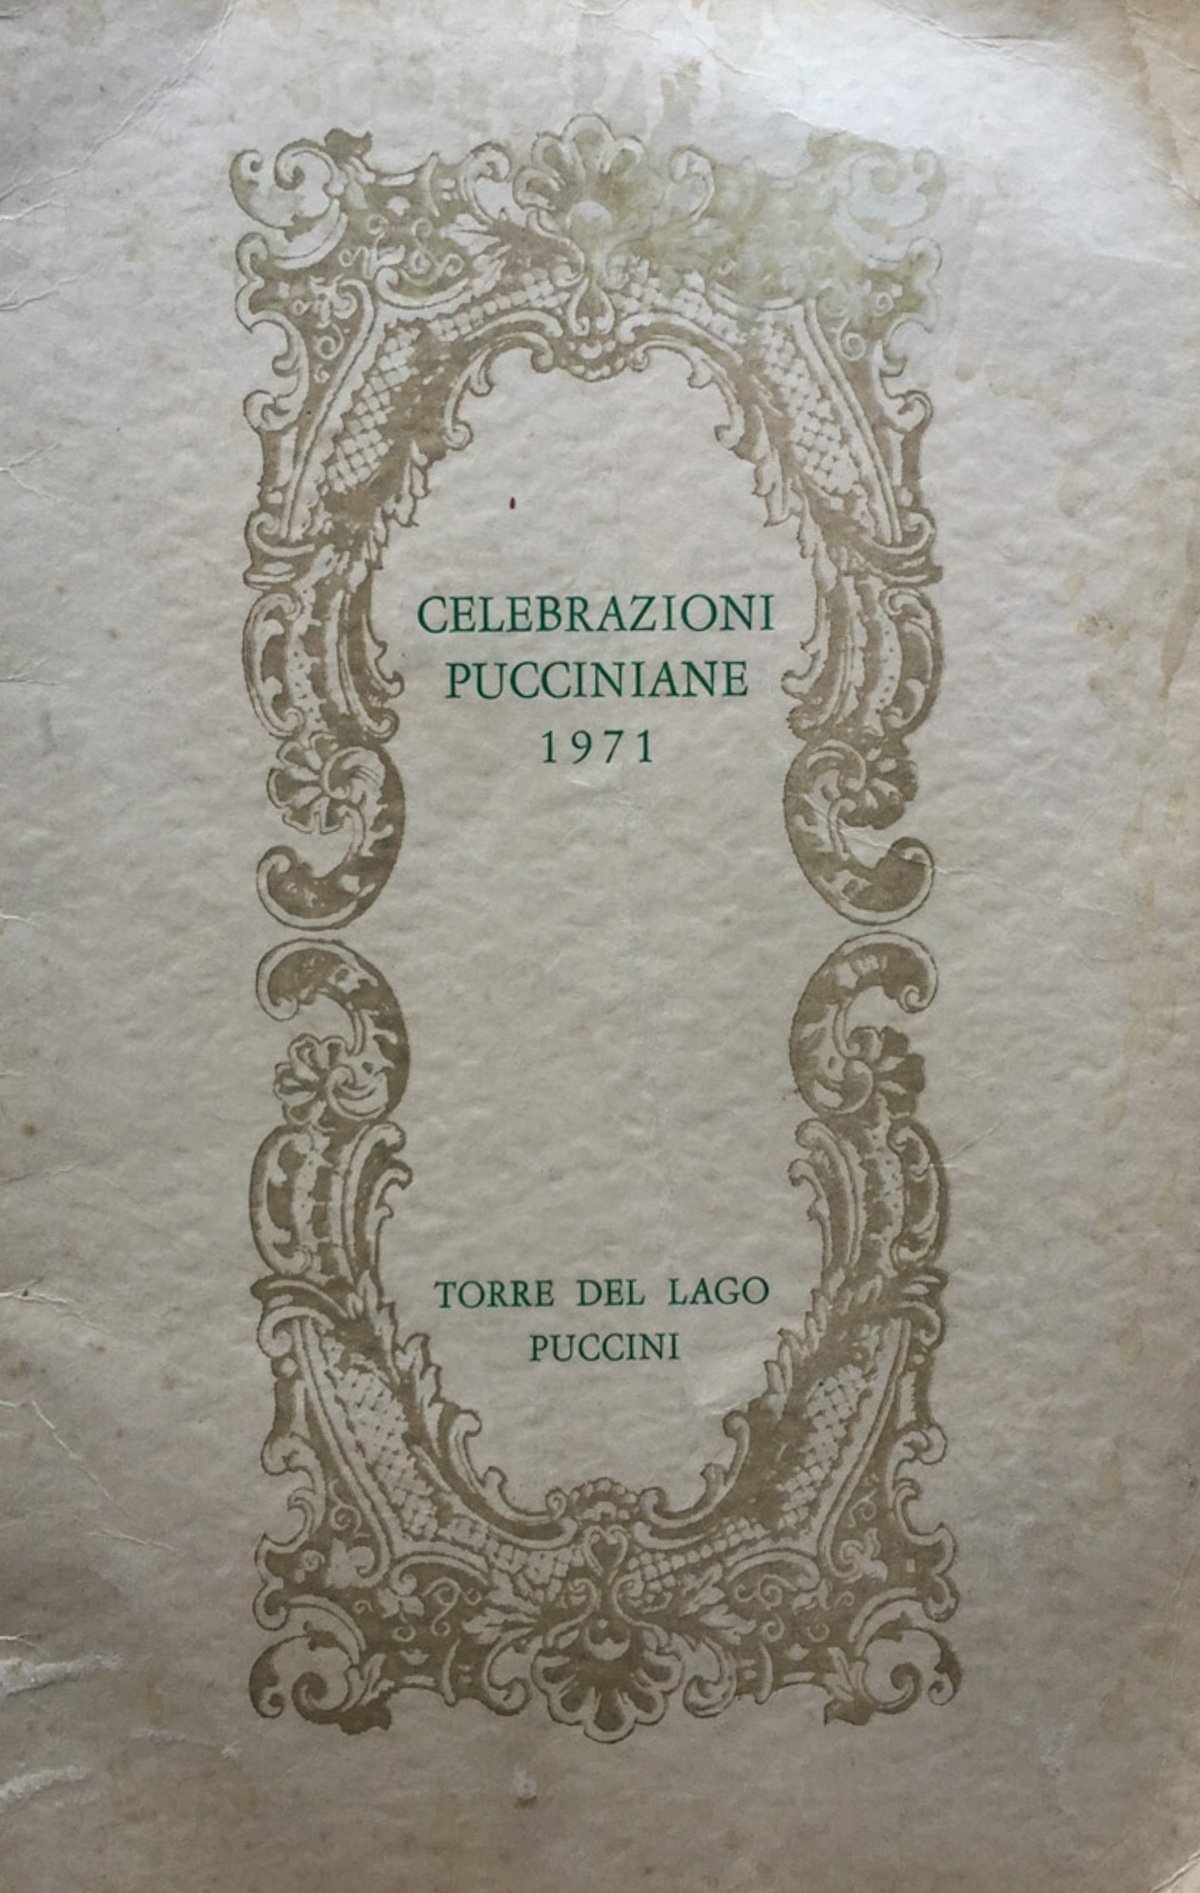 CELEBRAZIONI
PUCCINIANE
1971
TORRE DEL LAGO
PUCCINI